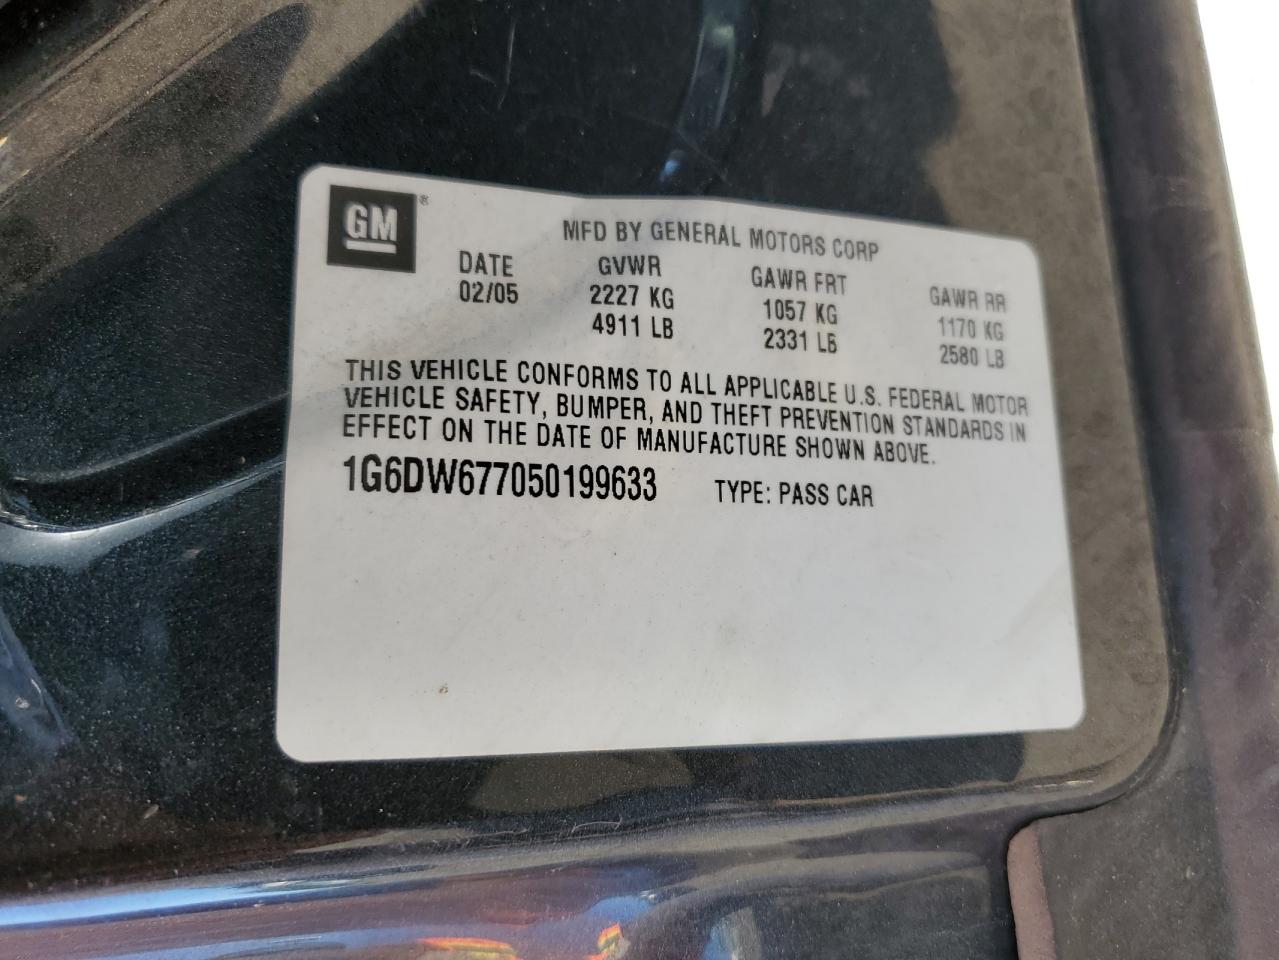 GM®
MFD BY GENERAL MOTORS CORP
DATE GVWR GAWR FRT GAWR RR
02/05 2227 KG 1057 KG 1170 KG
4911 LB 2331 LB 2580 LB
THIS VEHICLE CONFORMS TO ALL APPLICABLE U.S. FEDERAL MOTOR
VEHICLE SAFETY, BUMPER, AND THEFT PREVENTION STANDARDS IN
EFFECT ON THE DATE OF MANUFACTURE SHOWN ABOVE.
1G6DW677050199633 TYPE: PASS CAR